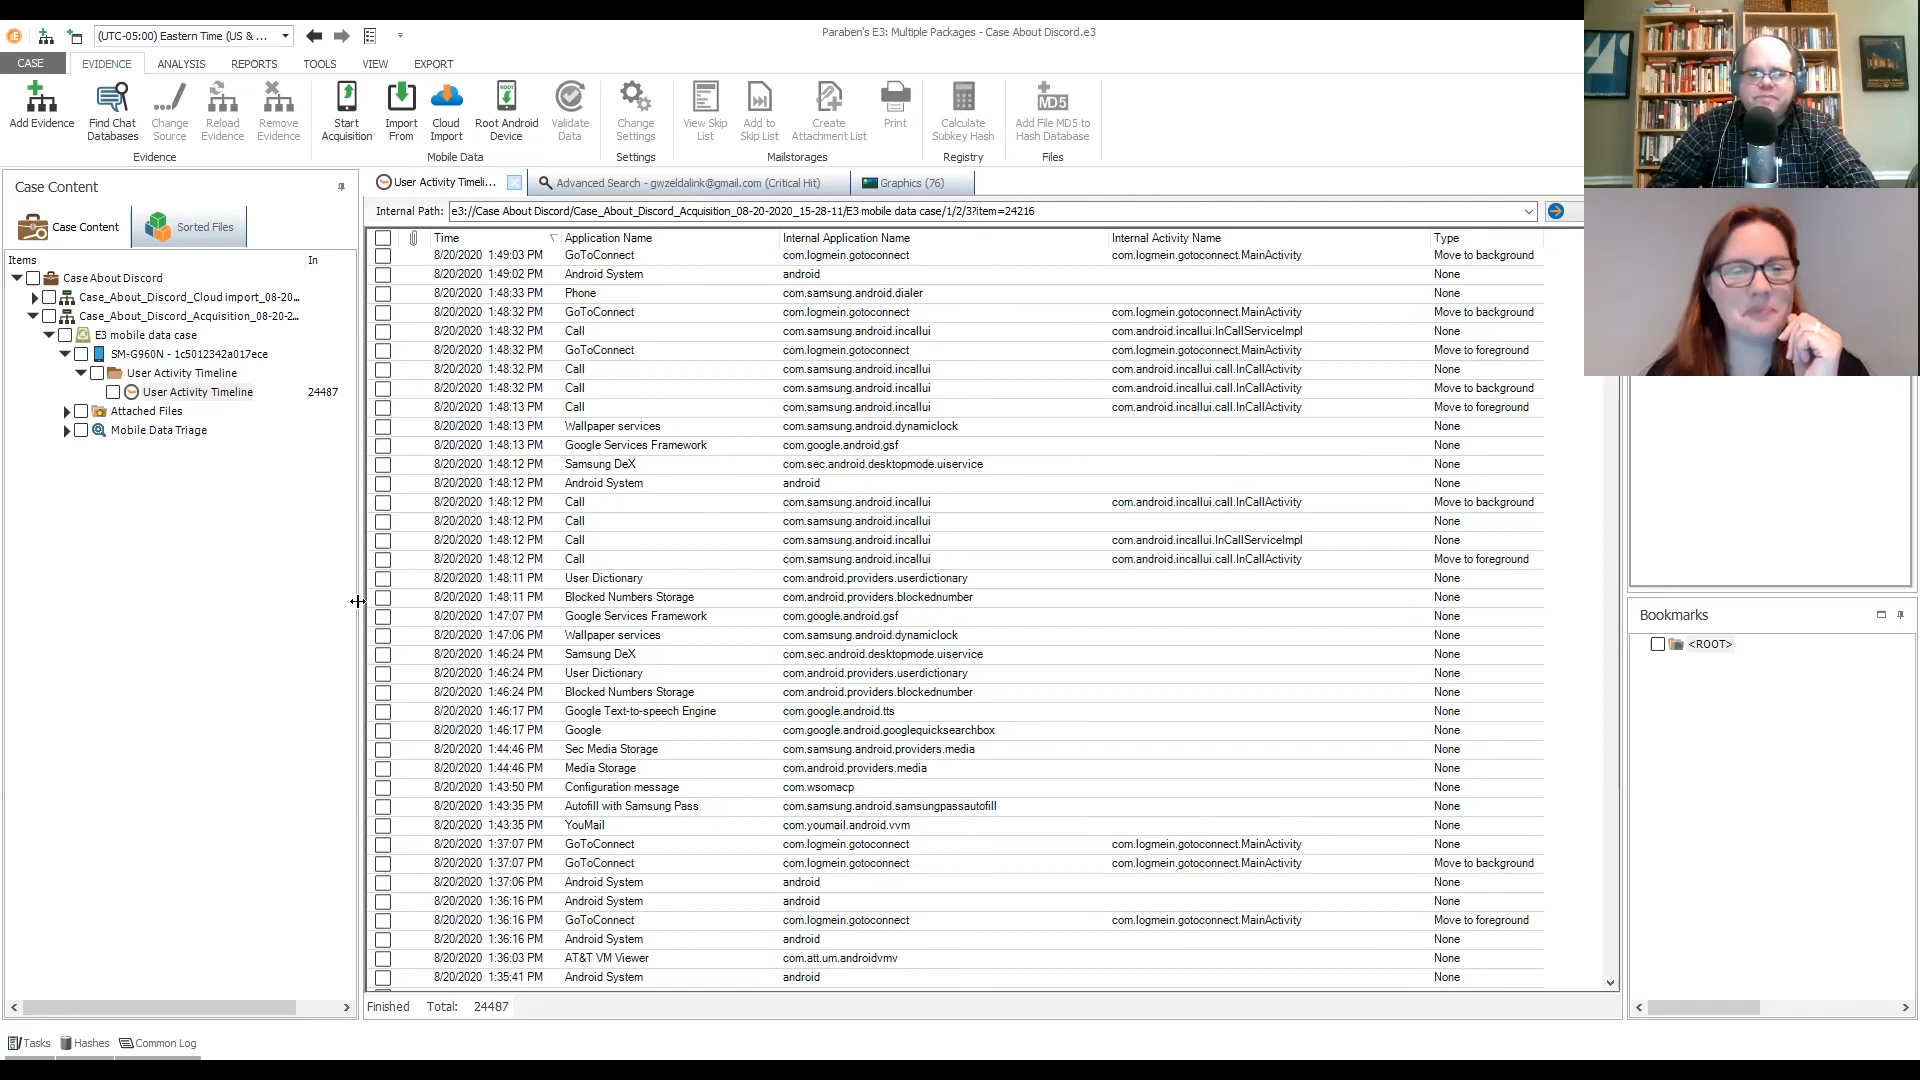 Paraben's E3: Multiple Packages - Case About Discord.e3
(UTC-05:00) Eastern Time (US & ...
CASE EVIDENCE ANALYSIS REPORTS TOOLS VIEW EXPORT
Add Evidence
Find Chat Databases
Change Source
Reload Evidence
Remove Evidence
Evidence
Start Acquisition
Import From
Cloud Import
ROOT
Root Android Device
Validate Data
Mobile Data
Change Settings
Settings
View Skip List
Add to Skip List
Create Attachment List
Print
Mailstorages
Calculate Subkey Hash
Registry
MD5
Add File MD5 to Hash Database
Files
Case Content
Case Content Sorted Files
Items In
Case About Discord
Case_About_Discord_Cloud import_08-20...
Case_About_Discord_Acquisition_08-20-2...
E3 mobile data case
SM-G960N - 1c5012342a017ece
User Activity Timeline
User Activity Timeline 24487
Attached Files
Mobile Data Triage
User Activity Timeli... Advanced Search - gwzeldalink@gmail.com (Critical Hit) Graphics (76)
Internal Path: e3://Case About Discord/Case_About_Discord_Acquisition_08-20-2020_15-28-11/E3 mobile data case/1/2/3?item=24216
Time Application Name Internal Application Name Internal Activity Name Type
8/20/2020 1:49:03 PM GoToConnect com.logmein.gotoconnect com.logmein.gotoconnect.MainActivity Move to background
8/20/2020 1:49:02 PM Android System android None
8/20/2020 1:48:33 PM Phone com.samsung.android.dialer None
8/20/2020 1:48:32 PM GoToConnect com.logmein.gotoconnect com.logmein.gotoconnect.MainActivity Move to background
8/20/2020 1:48:32 PM Call com.samsung.android.incallui com.android.incallui.InCallServiceImpl None
8/20/2020 1:48:32 PM GoToConnect com.logmein.gotoconnect com.logmein.gotoconnect.MainActivity Move to foreground
8/20/2020 1:48:32 PM Call com.samsung.android.incallui com.android.incallui.call.InCallActivity None
8/20/2020 1:48:32 PM Call com.samsung.android.incallui com.android.incallui.call.InCallActivity Move to background
8/20/2020 1:48:13 PM Call com.samsung.android.incallui com.android.incallui.call.InCallActivity Move to foreground
8/20/2020 1:48:13 PM Wallpaper services com.samsung.android.dynamiclock None
8/20/2020 1:48:13 PM Google Services Framework com.google.android.gsf None
8/20/2020 1:48:12 PM Samsung DeX com.sec.android.desktopmode.uiservice None
8/20/2020 1:48:12 PM Android System android None
8/20/2020 1:48:12 PM Call com.samsung.android.incallui com.android.incallui.call.InCallActivity Move to background
8/20/2020 1:48:12 PM Call com.samsung.android.incallui None
8/20/2020 1:48:12 PM Call com.samsung.android.incallui com.android.incallui.InCallServiceImpl None
8/20/2020 1:48:12 PM Call com.samsung.android.incallui com.android.incallui.call.InCallActivity Move to foreground
8/20/2020 1:48:11 PM User Dictionary com.android.providers.userdictionary None
8/20/2020 1:48:11 PM Blocked Numbers Storage com.android.providers.blockednumber None
8/20/2020 1:47:07 PM Google Services Framework com.google.android.gsf None
8/20/2020 1:47:06 PM Wallpaper services com.samsung.android.dynamiclock None
8/20/2020 1:46:24 PM Samsung DeX com.sec.android.desktopmode.uiservice None
8/20/2020 1:46:24 PM User Dictionary com.android.providers.userdictionary None
8/20/2020 1:46:24 PM Blocked Numbers Storage com.android.providers.blockednumber None
8/20/2020 1:46:17 PM Google Text-to-speech Engine com.google.android.tts None
8/20/2020 1:46:17 PM Google com.google.android.googlequicksearchbox None
8/20/2020 1:44:46 PM Sec Media Storage com.samsung.android.providers.media None
8/20/2020 1:44:46 PM Media Storage com.android.providers.media None
8/20/2020 1:43:50 PM Configuration message com.wsomacp None
8/20/2020 1:43:35 PM Autofill with Samsung Pass com.samsung.android.samsungpassautofill None
8/20/2020 1:43:35 PM YouMail com.youmail.android.vvm None
8/20/2020 1:37:07 PM GoToConnect com.logmein.gotoconnect com.logmein.gotoconnect.MainActivity None
8/20/2020 1:37:07 PM GoToConnect com.logmein.gotoconnect com.logmein.gotoconnect.MainActivity Move to background
8/20/2020 1:37:06 PM Android System android None
8/20/2020 1:36:16 PM Android System android None
8/20/2020 1:36:16 PM GoToConnect com.logmein.gotoconnect com.logmein.gotoconnect.MainActivity Move to foreground
8/20/2020 1:36:16 PM Android System android None
8/20/2020 1:36:03 PM AT&T VM Viewer com.att.um.androidvmv None
8/20/2020 1:35:41 PM Android System android None
Finished Total: 24487
Bookmarks
<ROOT>
Tasks Hashes Common Log